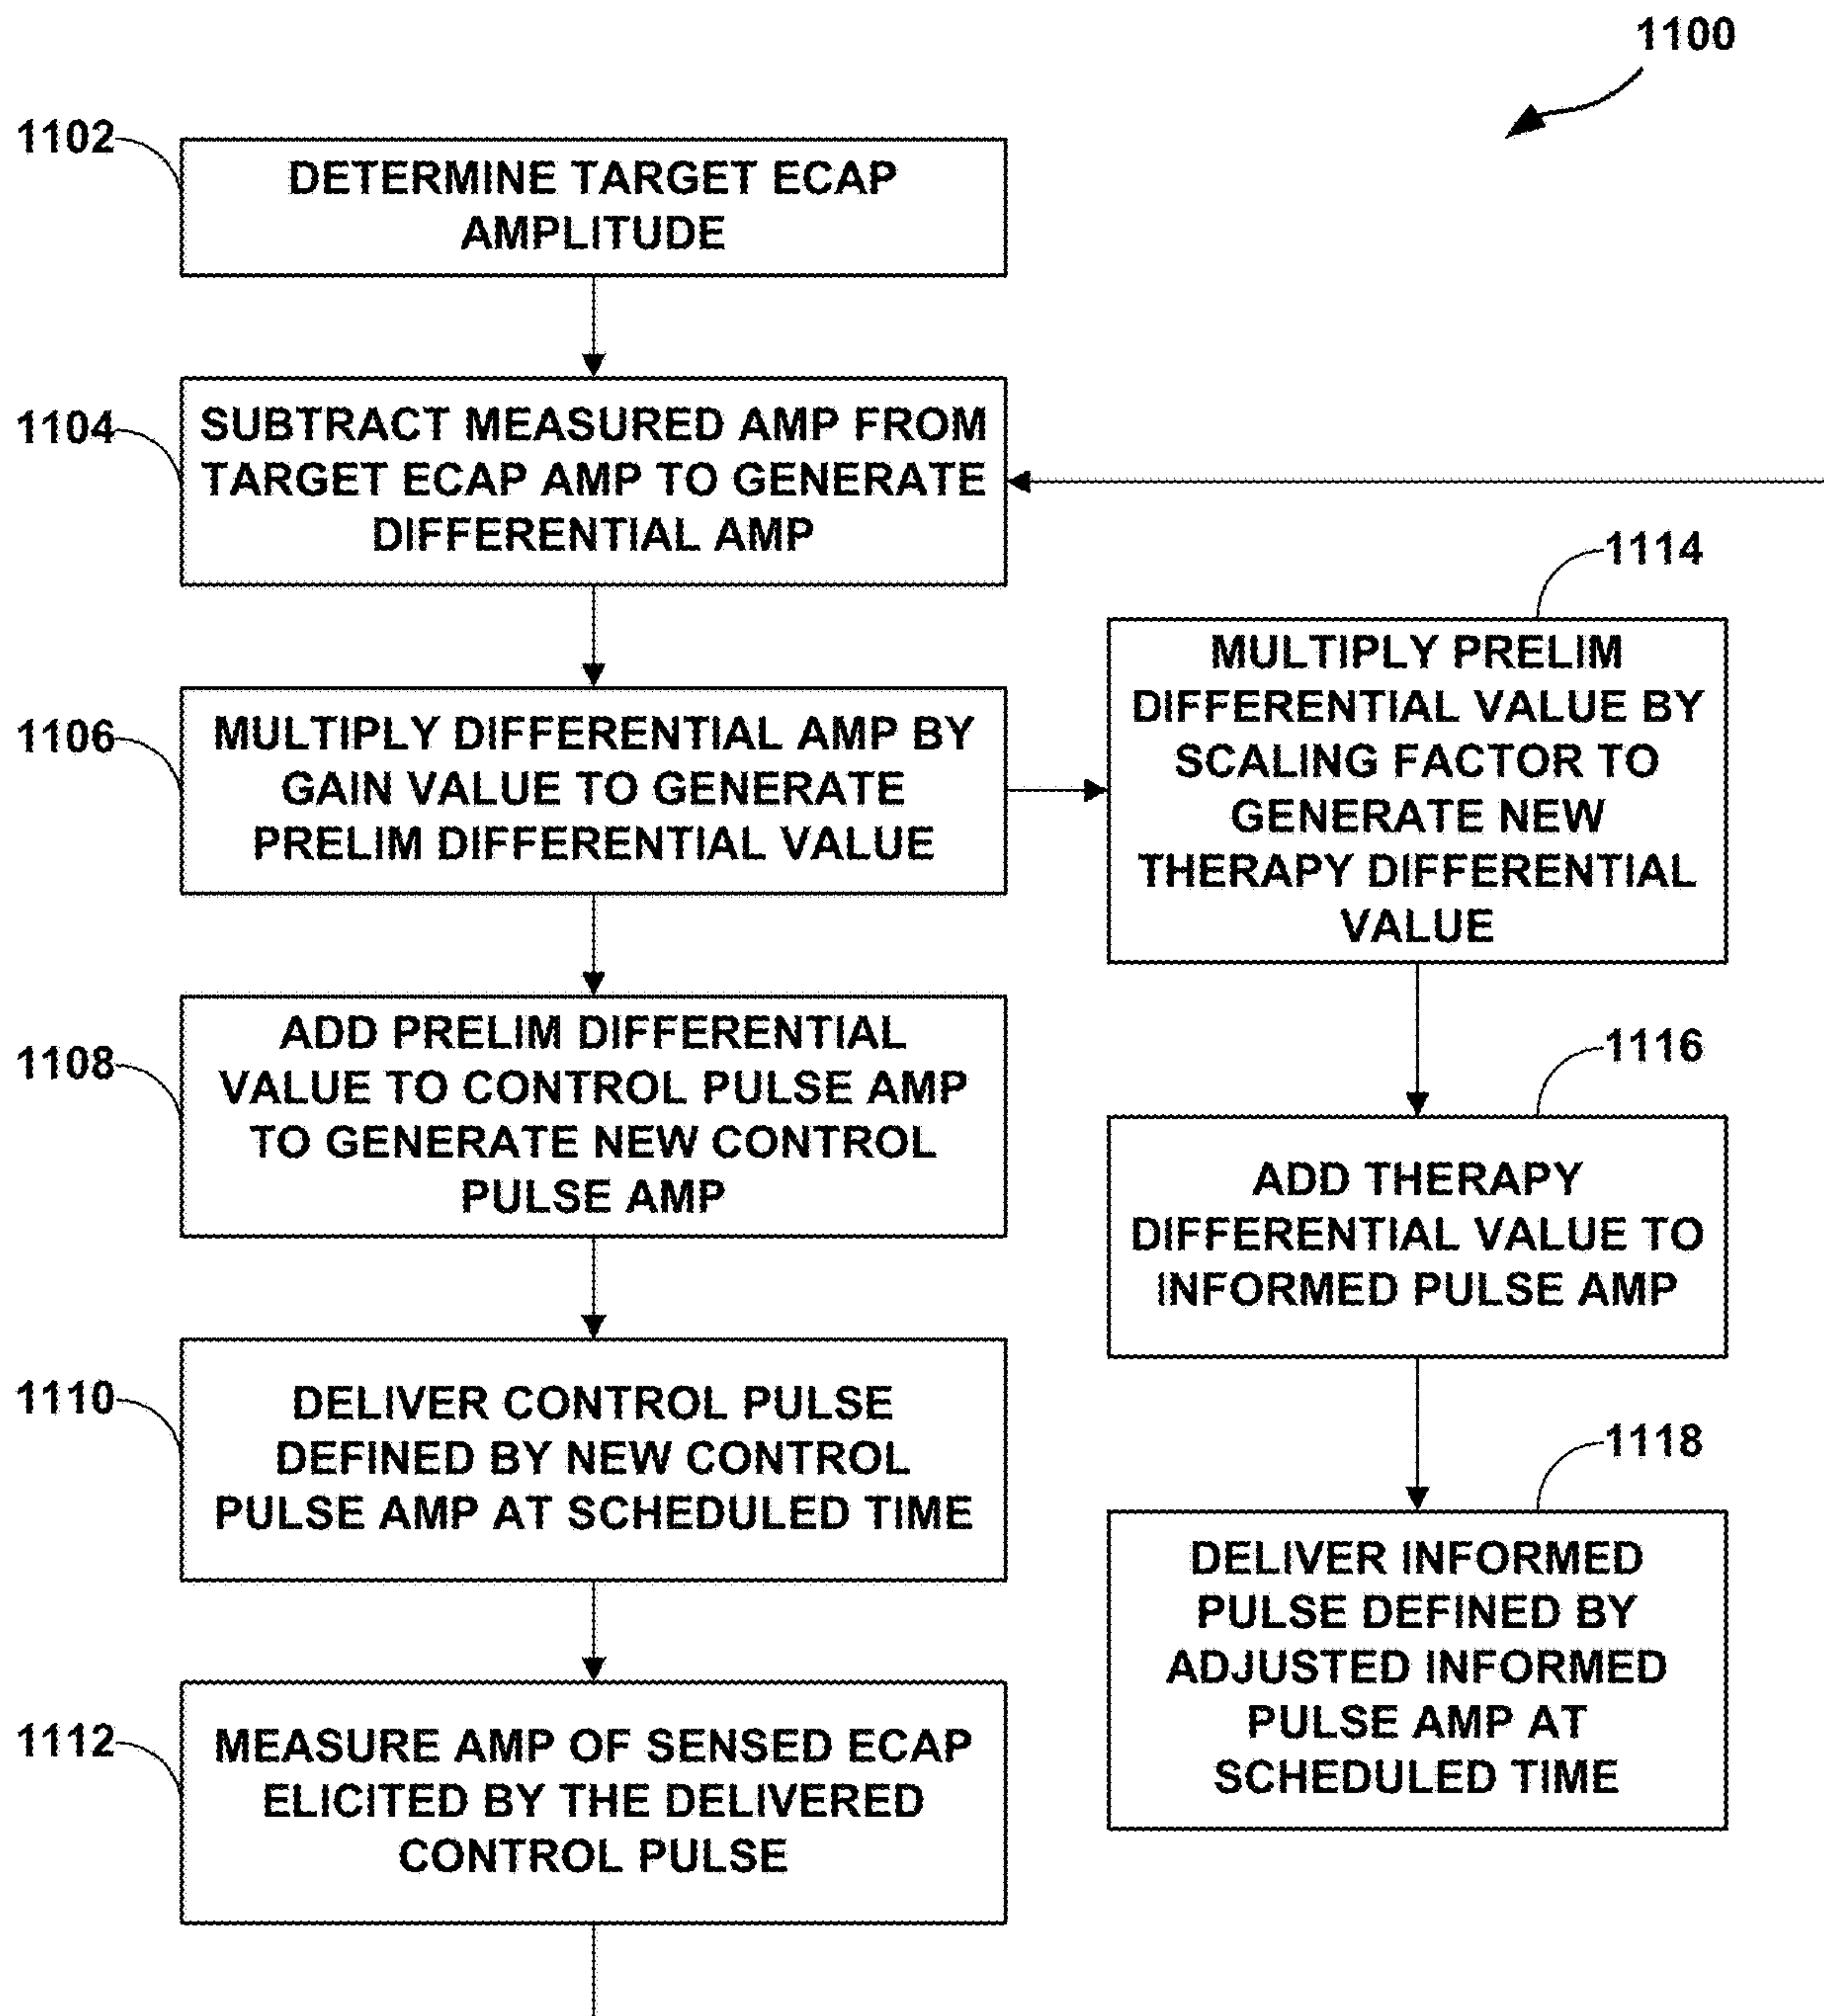 1100
1102
DETERMINE TARGET ECAP
AMPLITUDE
1104
SUBTRACT MEASURED AMP FROM
TARGET ECAP AMP TO GENERATE
DIFFERENTIAL AMP
1106
MULTIPLY DIFFERENTIAL AMP BY
GAIN VALUE TO GENERATE
PRELIM DIFFERENTIAL VALUE
1108
ADD PRELIM DIFFERENTIAL
VALUE TO CONTROL PULSE AMP
TO GENERATE NEW CONTROL
PULSE AMP
1110
DELIVER CONTROL PULSE
DEFINED BY NEW CONTROL
PULSE AMP AT SCHEDULED TIME
1112
MEASURE AMP OF SENSED ECAP
ELICITED BY THE DELIVERED
CONTROL PULSE
1114
MULTIPLY PRELIM
DIFFERENTIAL VALUE BY
SCALING FACTOR TO
GENERATE NEW
THERAPY DIFFERENTIAL
VALUE
1116
ADD THERAPY
DIFFERENTIAL VALUE TO
INFORMED PULSE AMP
1118
DELIVER INFORMED
PULSE DEFINED BY
ADJUSTED INFORMED
PULSE AMP AT
SCHEDULED TIME